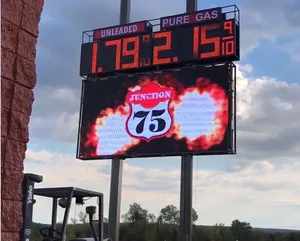 UNLEADED PURE GAS
1.79 9/10 2.15 9/10
JUNCTION
75